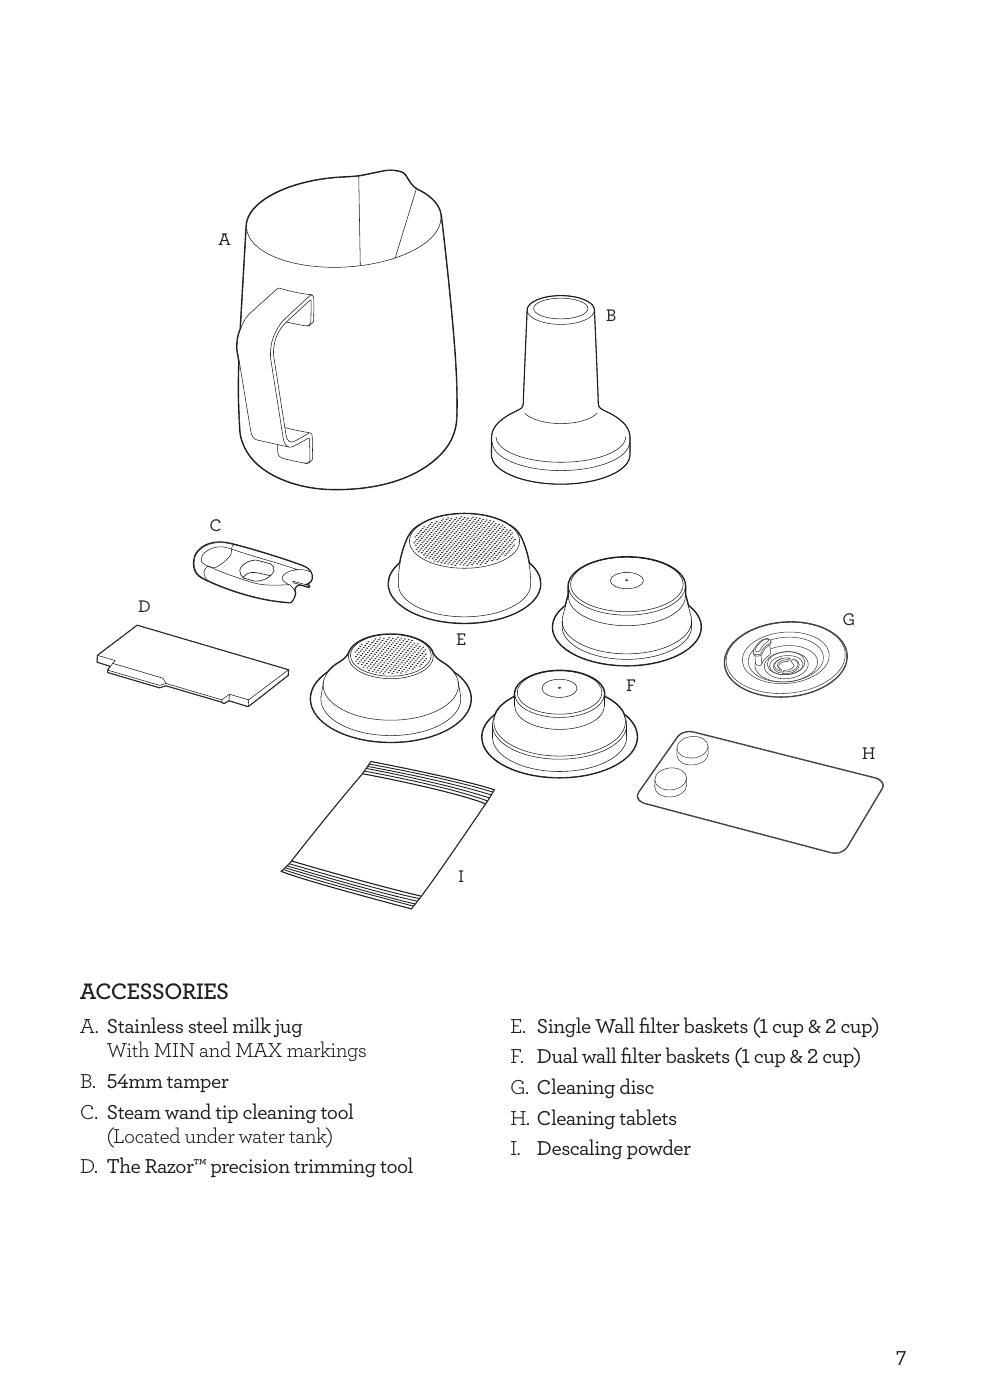 A
B
C
D
E
G
F
H
I
ACCESSORIES
A. Stainless steel milk jug
With MIN and MAX markings
B. 54mm tamper
C. Steam wand tip cleaning tool
(Located under water tank)
D. The Razor™ precision trimming tool
E. Single Wall filter baskets (1 cup & 2 cup)
F. Dual wall filter baskets (1 cup & 2 cup)
G. Cleaning disc
H. Cleaning tablets
I. Descaling powder
7